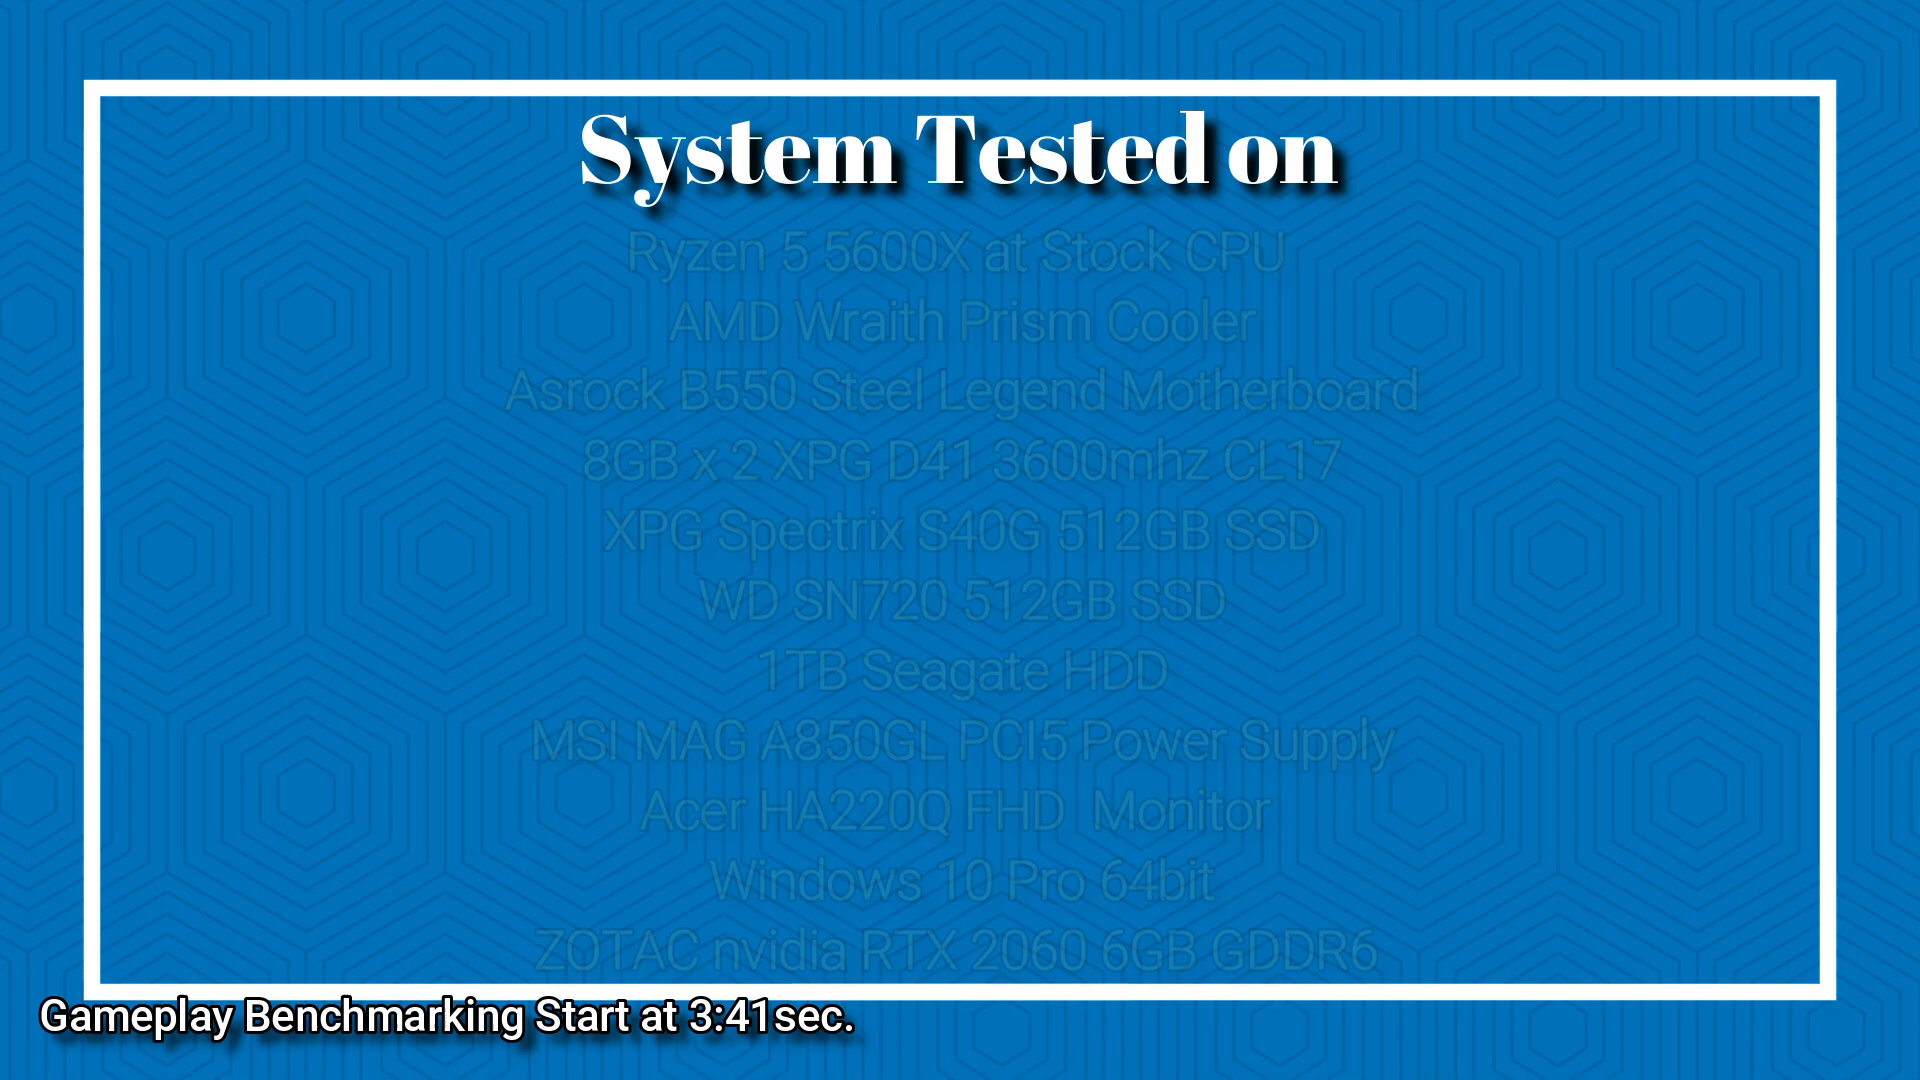 System Tested on
Ryzen 5 5600X at Stock CPU
AMD Wraith Prism Cooler
Asrock B550 Steel Legend Motherboard
8GB x 2 XPG D41 3600mhz CL17
XPG Spectrix S40G 512GB SSD
WD SN720 512GB SSD
1TB Seagate HDD
MSI MAG A850GL PCI5 Power Supply
Acer HA220Q FHD Monitor
Windows 10 Pro 64bit
ZOTAC nvidia RTX 2060 6GB GDDR6
Gameplay Benchmarking Start at 3:41sec.